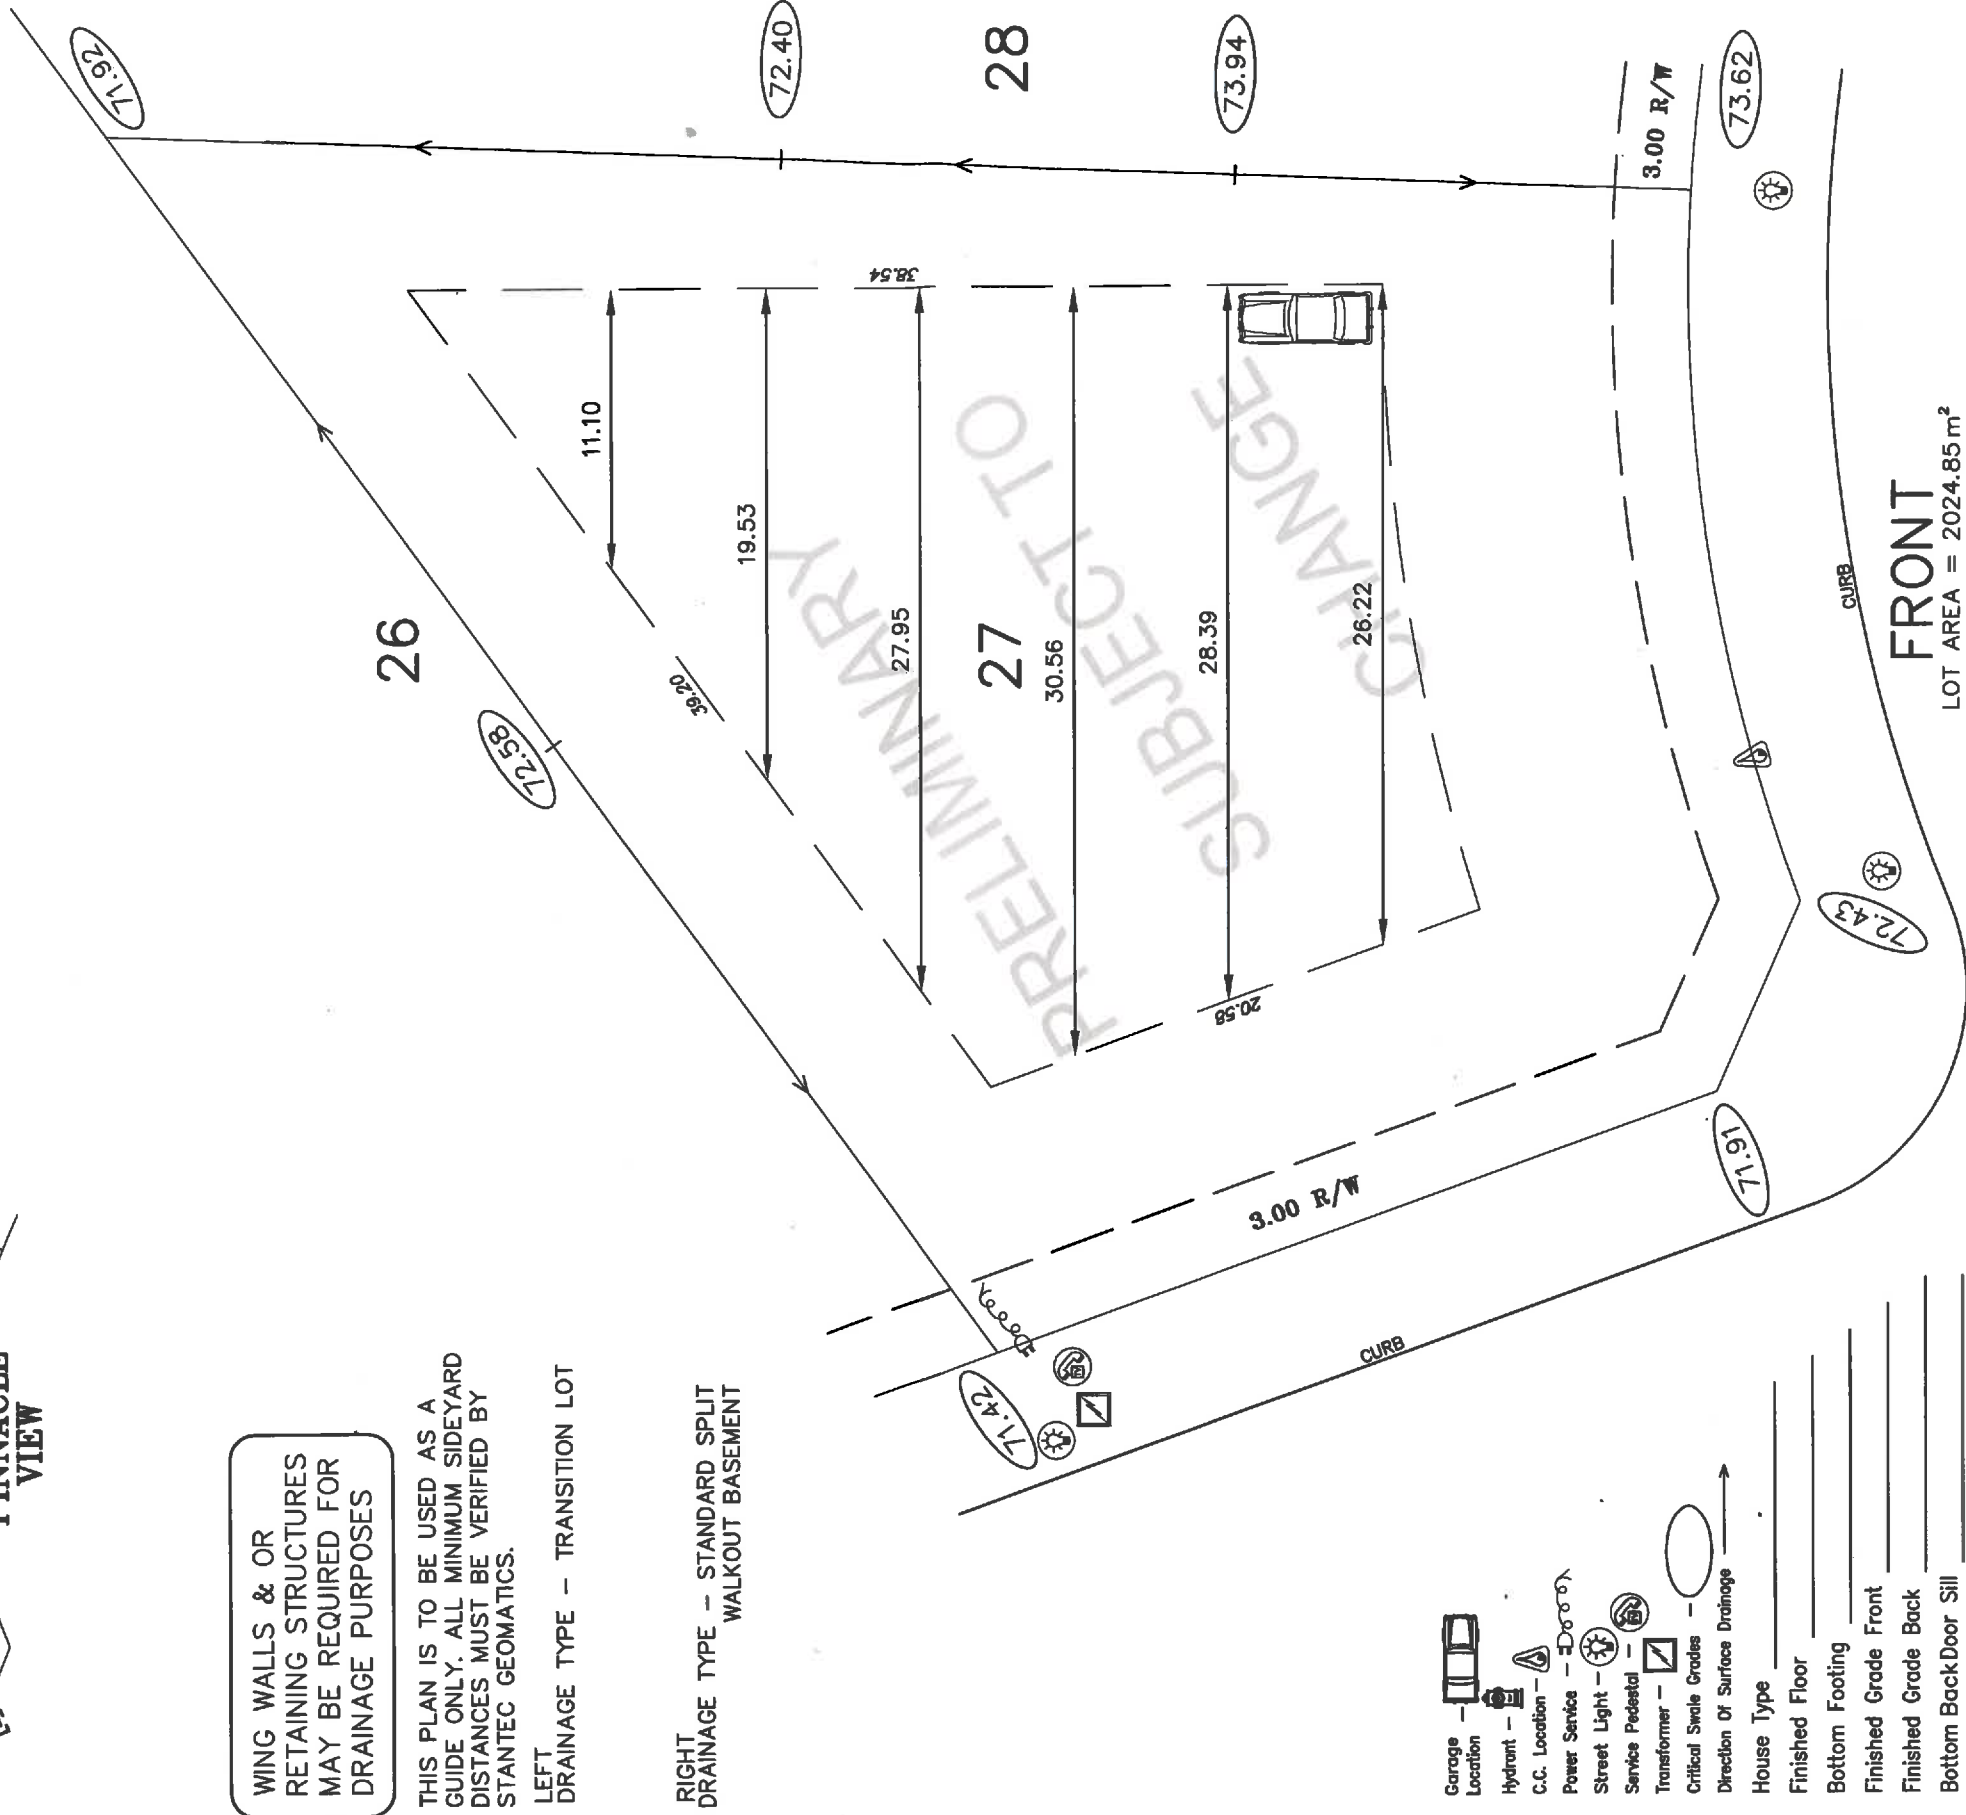 PINNACLE
VIEW
WING WALLS & OR
RETAINING STRUCTURES
MAY BE REQUIRED FOR
DRAINAGE PURPOSES
THIS PLAN IS TO BE USED AS A
GUIDE ONLY. ALL MINIMUM SIDEYARD
DISTANCES MUST BE VERIFIED BY
STANTEC GEOMATICS.
LEFT
DRAINAGE TYPE – TRANSITION LOT
RIGHT
DRAINAGE TYPE – STANDARD SPLIT
WALKOUT BASEMENT
71.92
72.40
28
73.94
3.00 R/W
73.62
26
72.58
11.10
38.54
19.53
39.20
27.95
27
30.56
28.39
26.22
20.58
PRELIMINARY
SUBJECT TO
CHANGE
3.00 R/W
71.42
CURB
71.91
72.43
CURB
FRONT
LOT AREA = 2024.85m²
Garage
Location –
Hydrant –
C.C. Location –
Power Service –
Street Light –
Service Pedestal –
Transformer –
Critical Swale Grades –
Direction Of Surface Drainage
House Type
Finished Floor
Bottom Footing
Finished Grade Front
Finished Grade Back
Bottom BackDoor Sill